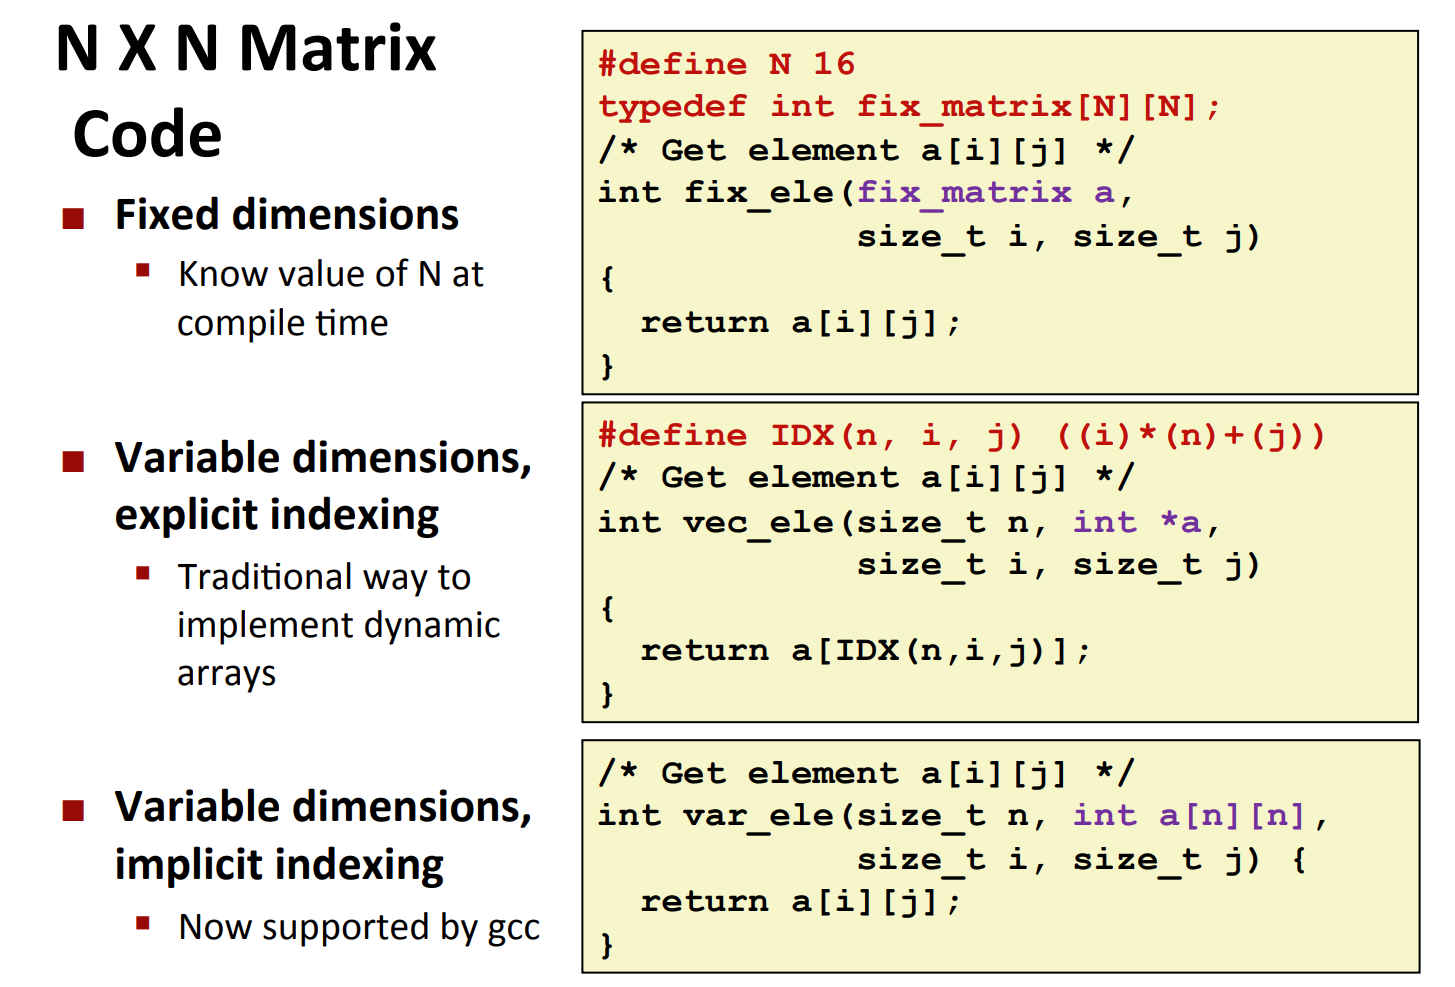 N X N Matrix
Code
Fixed dimensions
Know value of N at
compile time
Variable dimensions,
explicit indexing
Traditional way to
implement dynamic
arrays
Variable dimensions,
implicit indexing
Now supported by gcc
#define N 16
typedef int fix_matrix[N][N];
/* Get element a[i][j] */
int fix_ele(fix_matrix a,
            size_t i, size_t j)
{
  return a[i][j];
}
#define IDX(n, i, j) ((i)*(n)+(j))
/* Get element a[i][j] */
int vec_ele(size_t n, int *a,
            size_t i, size_t j)
{
  return a[IDX(n,i,j)];
}
/* Get element a[i][j] */
int var_ele(size_t n, int a[n][n],
            size_t i, size_t j) {
  return a[i][j];
}